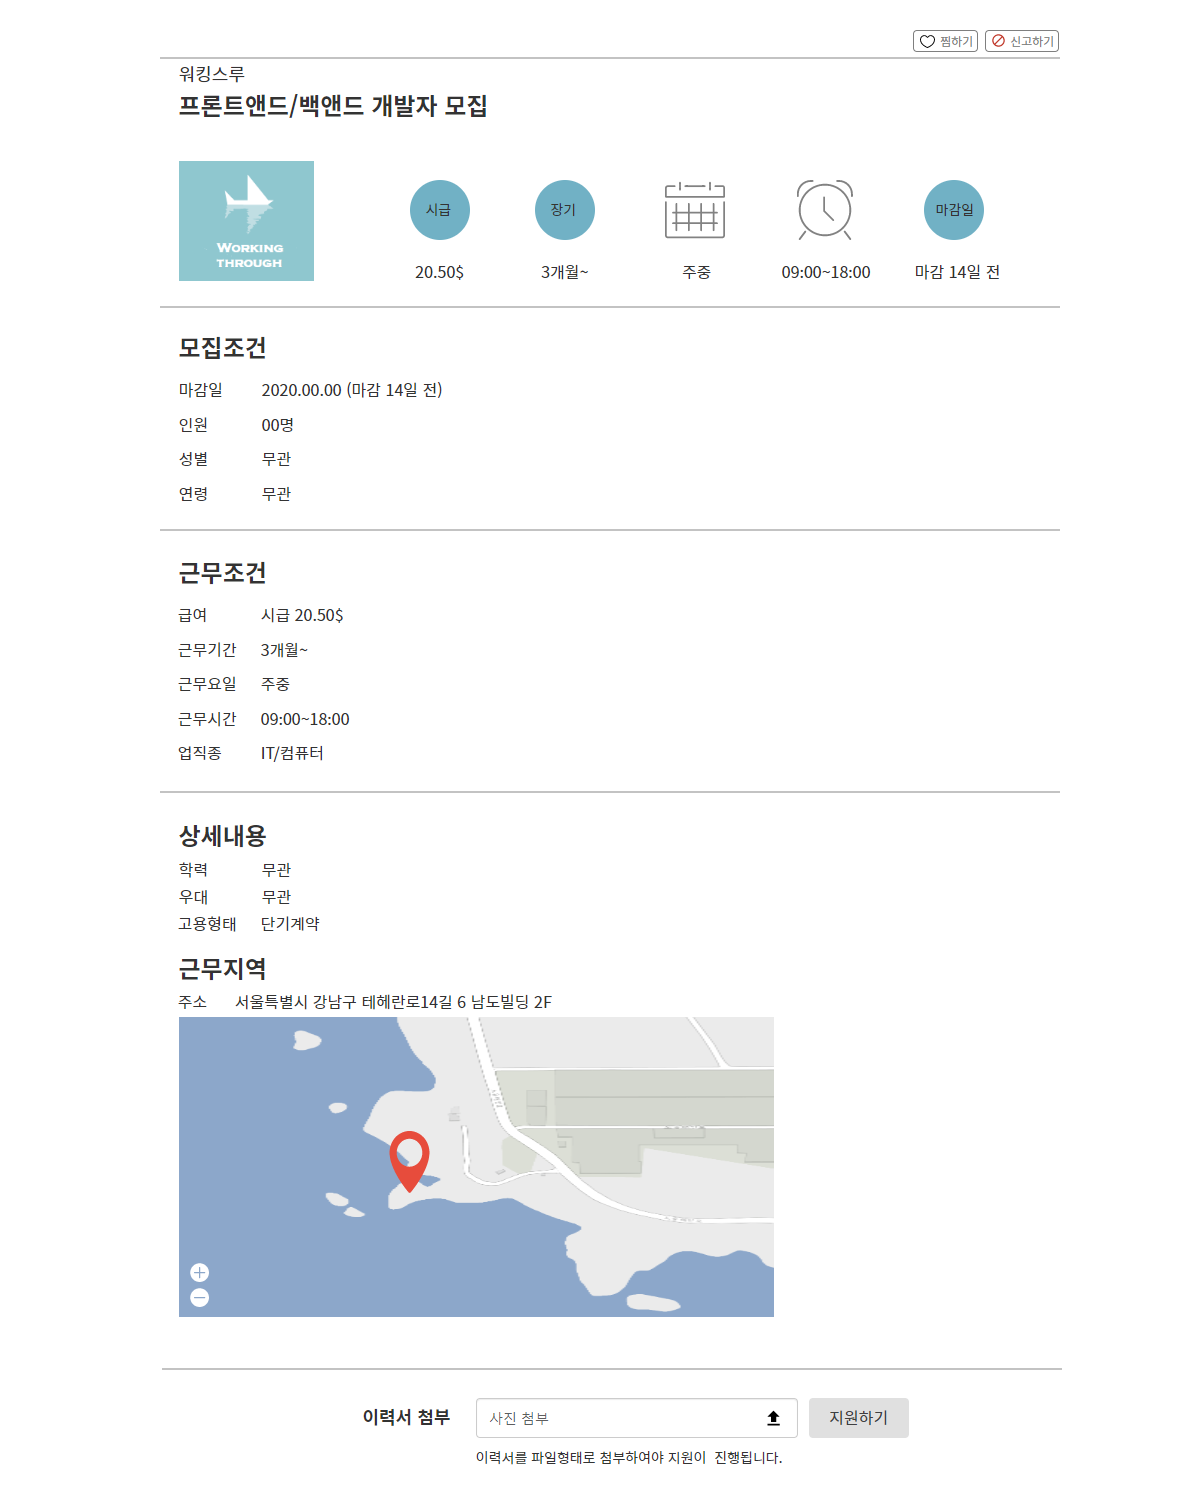 찜하기 신고하기
워킹스루
프론트앤드/백앤드 개발자 모집
WORKING
THROUGH
시급 장기 마감일
20.50$ 3개월~ 주중 09:00~18:00 마감 14일 전
모집조건
마감일 2020.00.00 (마감 14일 전)
인원 00명
성별 무관
연령 무관
근무조건
급여 시급 20.50$
근무기간 3개월~
근무요일 주중
근무시간 09:00~18:00
업직종 IT/컴퓨터
상세내용
학력 무관
우대 무관
고용형태 단기계약
근무지역
주소 서울특별시 강남구 테헤란로14길 6 남도빌딩 2F
이력서 첨부 사진 첨부 지원하기
이력서를 파일형태로 첨부하여야 지원이 진행됩니다.